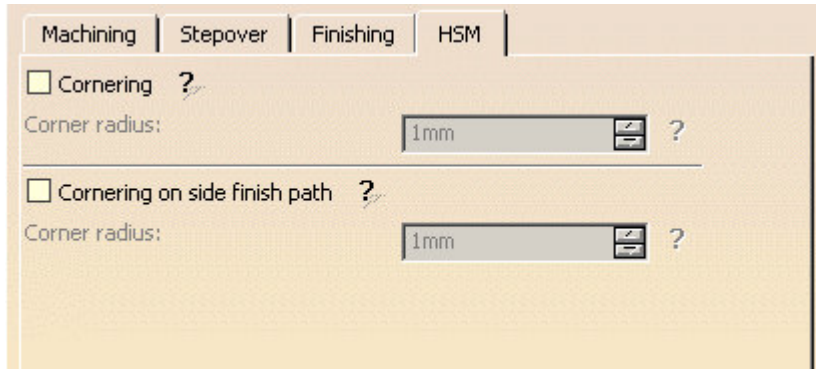 Machining Stepover Finishing HSM
Cornering ?
Corner radius: 1mm ?
Cornering on side finish path ?
Corner radius: 1mm ?